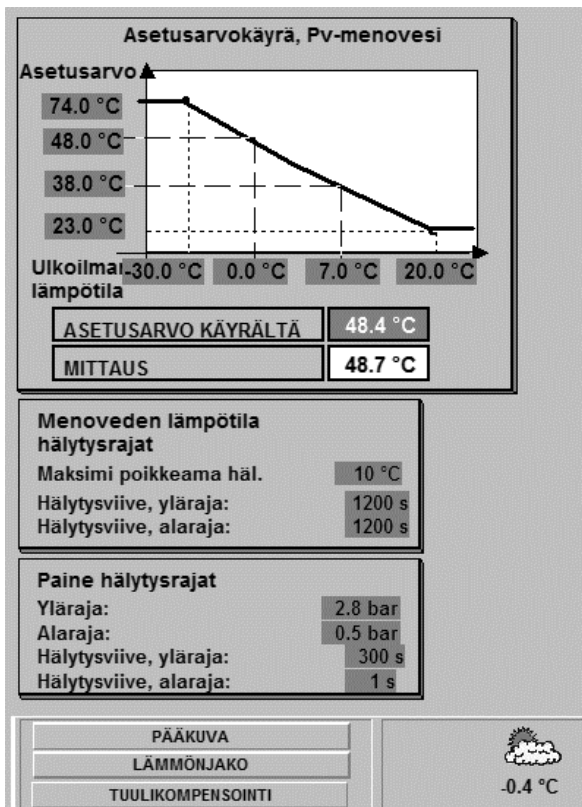 Asetusarvokäyrä, Pv-menovesi
Asetusarvo
74.0 °C
48.0 °C
38.0 °C
23.0 °C
Ulkoilman lämpötila
-30.0 °C 0.0 °C 7.0 °C 20.0 °C
ASETUSARVO KÄYRÄLTÄ 48.4 °C
MITTAUS 48.7 °C
Menoveden lämpötila
hälytysrajat
Maksimi poikkeama häl. 10 °C
Hälytysviive, yläraja: 1200 s
Hälytysviive, alaraja: 1200 s
Paine hälytysrajat
Yläraja: 2.8 bar
Alaraja: 0.5 bar
Hälytysviive, yläraja: 300 s
Hälytysviive, alaraja: 1 s
PÄÄKUVA
LÄMMÖNJAKO
TUULIKOMPENSOINTI
-0.4 °C